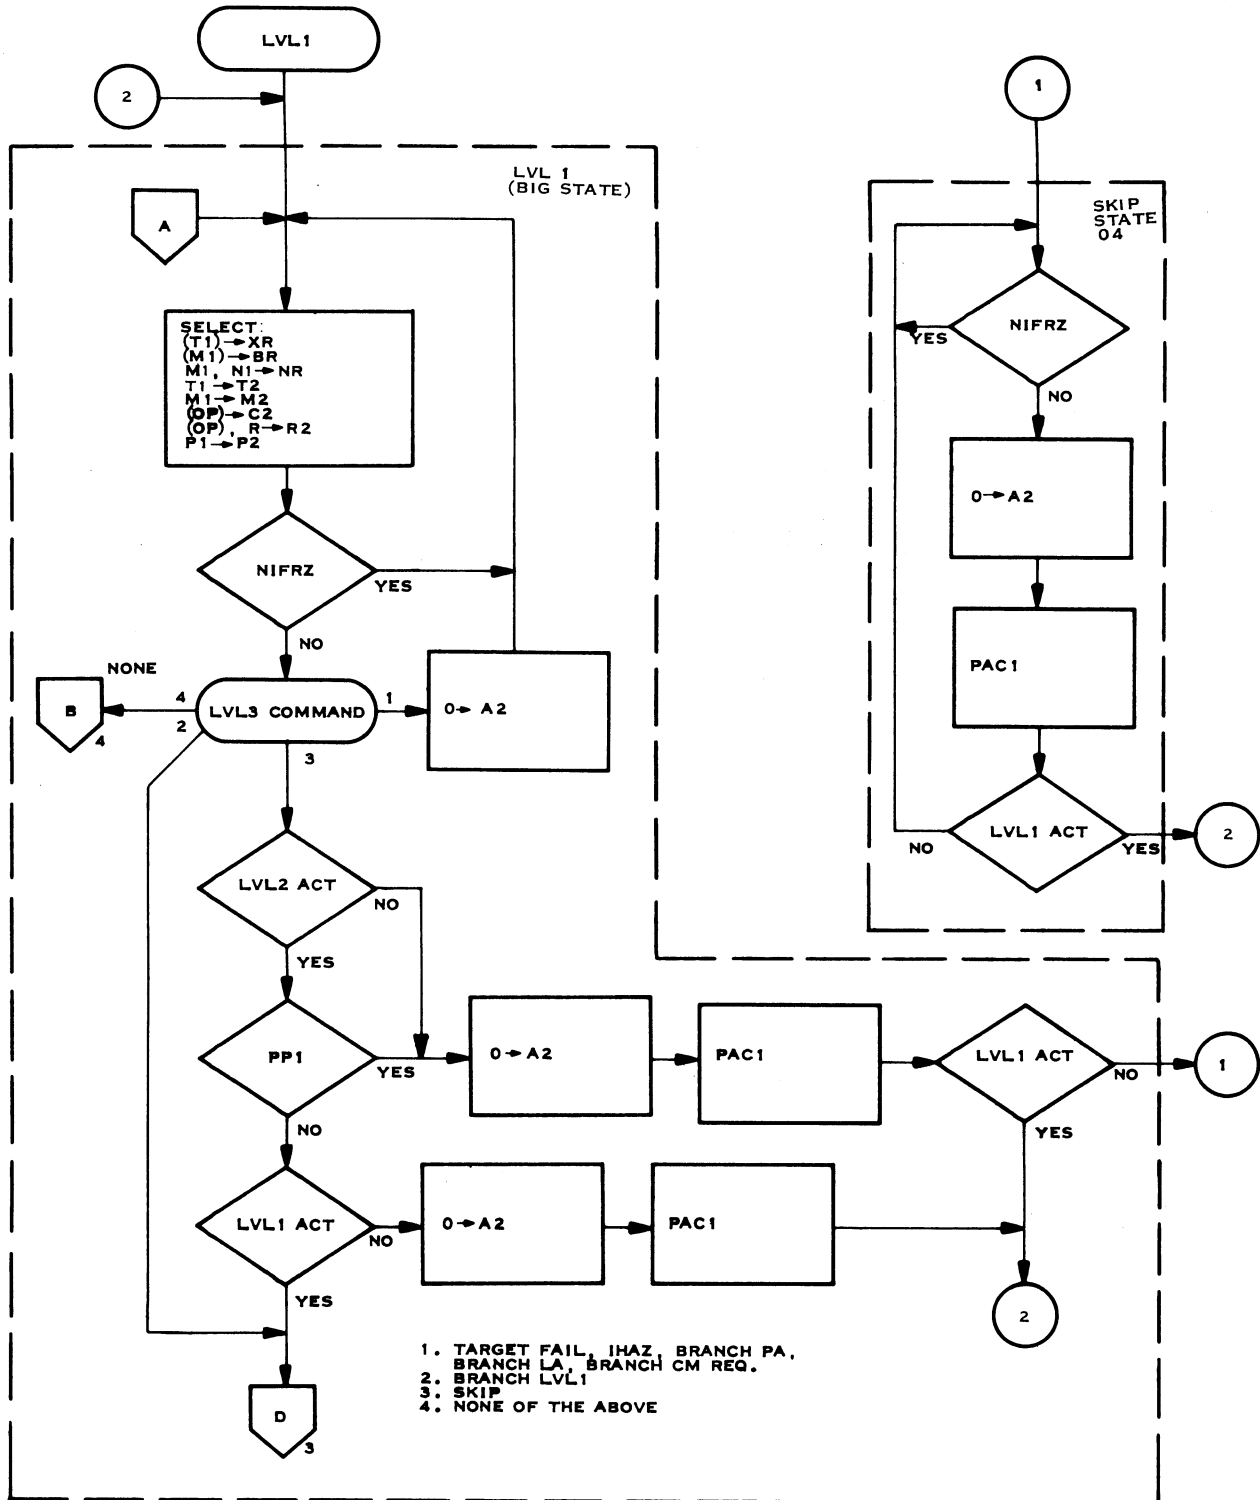 LVL1
2
1
LVL 1
(BIG STATE)
SKIP
STATE
04
A
SELECT:
(T1)→XR
(M1)→BR
M1, N1→NR
T1→T2
M1→M2
(OP)→C2
(OP), R→R2
P1→P2
NIFRZ
YES
NO
NIFRZ
YES
NO
0→A2
NONE
B
4
4
2
LVL3 COMMAND
1
3
0→ A2
PAC1
LVL1 ACT
NO
YES
2
LVL2 ACT
NO
YES
PP1
YES
NO
0→A2
PAC1
LVL1 ACT
NO
1
YES
LVL1 ACT
NO
YES
0→A2
PAC1
2
1. TARGET FAIL, IHAZ, BRANCH PA,
BRANCH LA, BRANCH CM REQ.
2. BRANCH LVL1
3. SKIP
4. NONE OF THE ABOVE
D
3